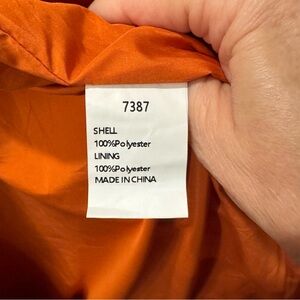 7387
SHELL
100%Polyester
LINING
100%Polyester
MADE IN CHINA